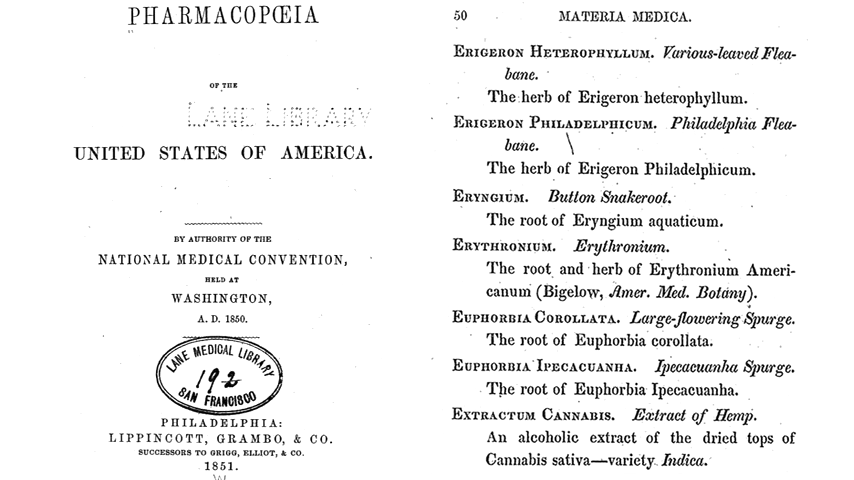 PHARMACOPŒIA
OF THE
LANE LIBRARY
UNITED STATES OF AMERICA.
BY AUTHORITY OF THE
NATIONAL MEDICAL CONVENTION,
HELD AT
WASHINGTON,
A. D. 1850.
LANE MEDICAL LIBRARY
192
SAN FRANCISCO
PHILADELPHIA:
LIPPINCOTT, GRAMBO, & CO.
SUCCESSORS TO GRIGG, ELLIOT, & CO.
1851.
50 MATERIA MEDICA.
ERIGERON HETEROPHYLLUM. Various-leaved Flea-
bane.
The herb of Erigeron heterophyllum.
ERIGERON PHILADELPHICUM. Philadelphia Flea-
bane.
The herb of Erigeron Philadelphicum.
ERYNGIUM. Button Snakeroot.
The root of Eryngium aquaticum.
ERYTHRONIUM. Erythronium.
The root and herb of Erythronium Ameri-
canum (Bigelow, Amer. Med. Botany).
EUPHORBIA COROLLATA. Large-flowering Spurge.
The root of Euphorbia corollata.
EUPHORBIA IPECACUANHA. Ipecacuanha Spurge.
The root of Euphorbia Ipecacuanha.
EXTRACTUM CANNABIS. Extract of Hemp.
An alcoholic extract of the dried tops of
Cannabis sativa—variety Indica.